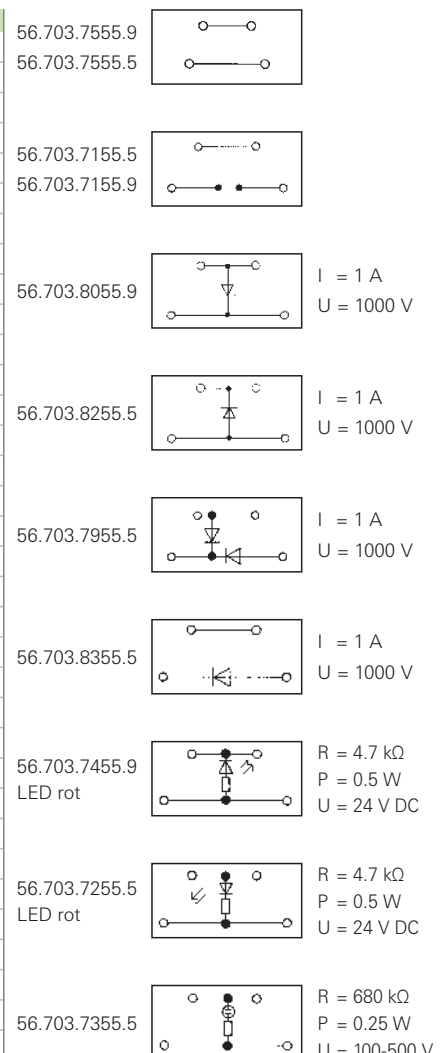 56.703.7555.9
56.703.7555.5
56.703.7155.5
56.703.7155.9
56.703.8055.9
I = 1 A
U = 1000 V
56.703.8255.5
I = 1 A
U = 1000 V
56.703.7955.5
I = 1 A
U = 1000 V
56.703.8355.5
I = 1 A
U = 1000 V
56.703.7455.9
LED rot
R = 4.7 kΩ
P = 0.5 W
U = 24 V DC
56.703.7255.5
LED rot
R = 4.7 kΩ
P = 0.5 W
U = 24 V DC
56.703.7355.5
R = 680 kΩ
P = 0.25 W
U = 100-500 V